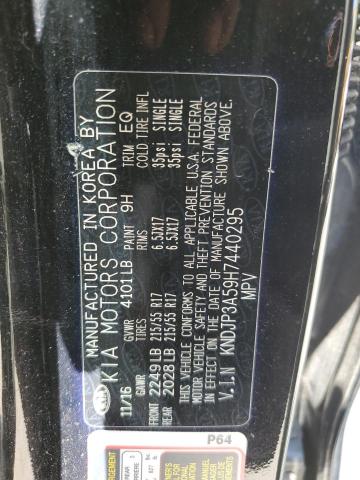 MANUFACTURED IN KOREA BY
KIA MOTORS CORPORATION
11/16 GVWR 4101LB PAINT 9H TRIM EQ
TIRES RIMS COLD TIRE INFL
FRONT 2249LB 215/55 R17 6.5JX17 35psi SINGLE
REAR 2028LB 215/55 R17 6.5JX17 35psi SINGLE
THIS VEHICLE CONFORMS TO ALL APPLICABLE U.S.A. FEDERAL
MOTOR VEHICLE SAFETY AND THEFT PREVENTION STANDARDS
IN EFFECT ON THE DATE OF MANUFACTURE SHOWN ABOVE.
V.I.N KNDJP3A59H7440295
MPV
P64